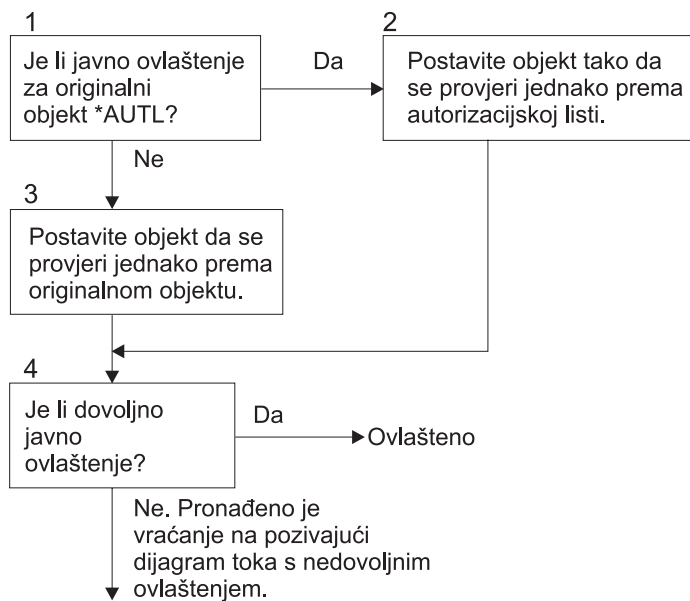 1
Je li javno ovlaštenje
za originalni
objekt *AUTL?
Da
2
Postavite objekt tako da
se provjeri jednako prema
autorizacijskoj listi.
Ne
3
Postavite objekt da se
provjeri jednako prema
originalnom objektu.
4
Je li dovoljno
javno
ovlaštenje?
Da
Ovlašteno
Ne. Pronađeno je
vraćanje na pozivajući
dijagram toka s nedovoljnim
ovlaštenjem.